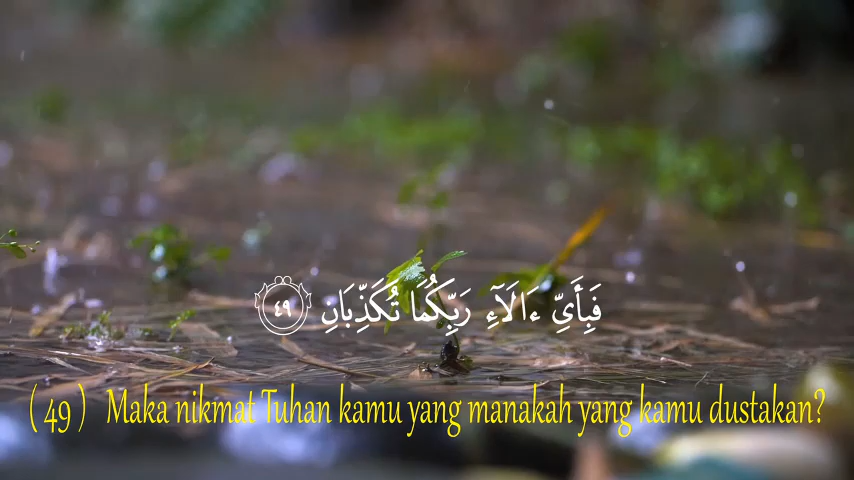 فَبِأَيِّ ءَالَآءِ رَبِّكُمَا تُكَذِّبَانِ ٤٩
( 49 ) Maka nikmat Tuhan kamu yang manakah yang kamu dustakan?